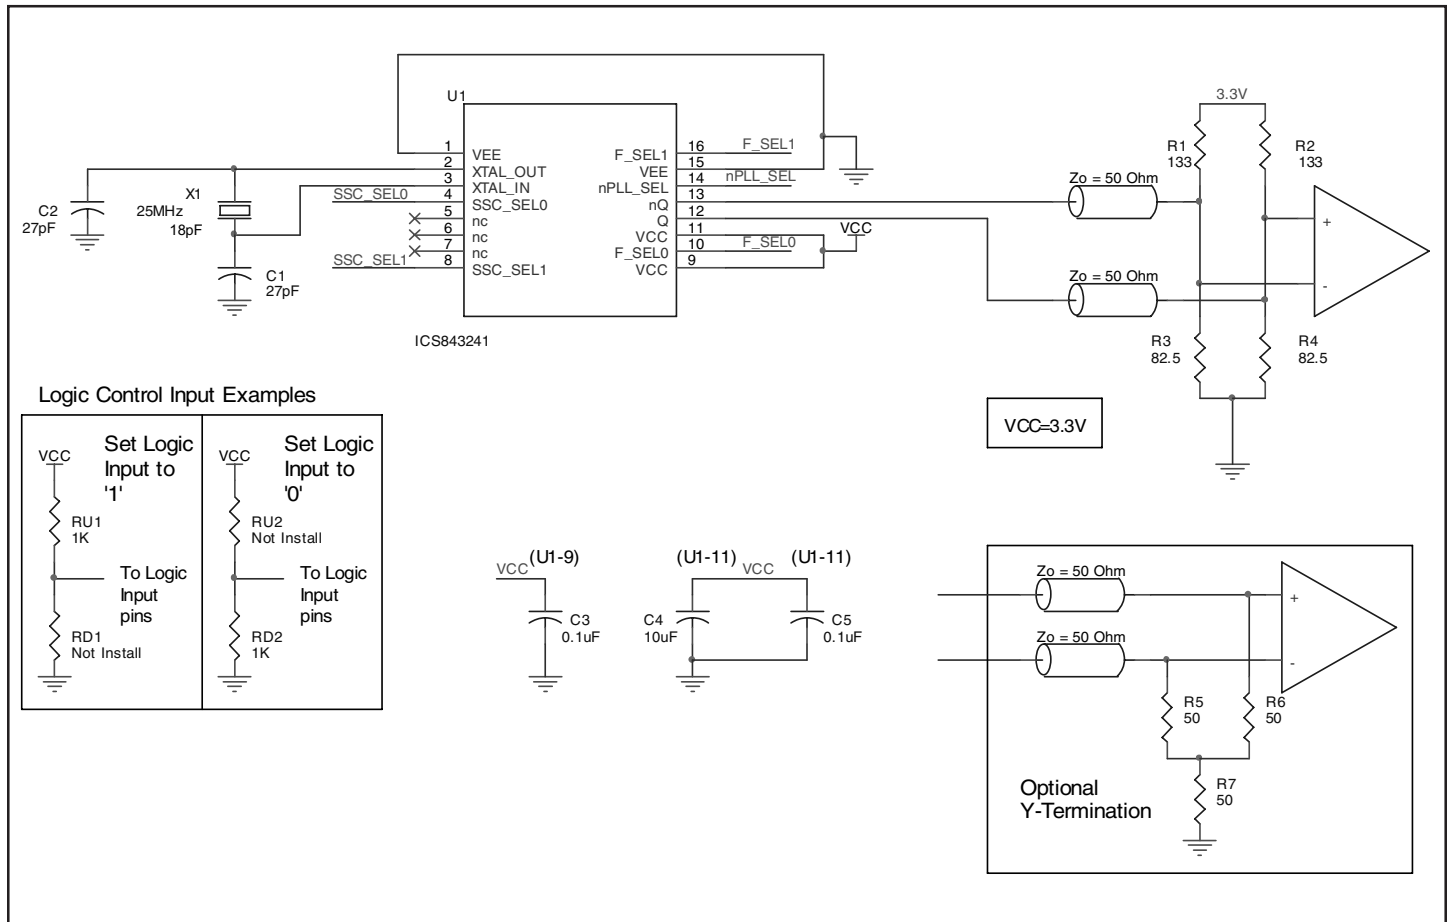 U1
1
2
3
4
5
6
7
8
VEE
XTAL_OUT
XTAL_IN
SSC_SEL0
nc
nc
nc
SSC_SEL1
F_SEL1
VEE
nPLL_SEL
nQ
Q
VCC
F_SEL0
VCC
16
15
14
13
12
11
10
9
F_SEL1
nPLL_SEL
F_SEL0
VCC
SSC_SEL0
SSC_SEL1
ICS843241
C2
27pF
X1
25MHz
18pF
C1
27pF
Zo = 50 Ohm
Zo = 50 Ohm
3.3V
R1
133
R2
133
+
-
R3
82.5
R4
82.5
VCC=3.3V
Logic Control Input Examples
VCC
Set Logic
Input to
'1'
RU1
1K
To Logic
Input
pins
RD1
Not Install
VCC
Set Logic
Input to
'0'
RU2
Not Install
To Logic
Input
pins
RD2
1K
VCC
(U1-9)
C3
0.1uF
(U1-11)
VCC
(U1-11)
C4
10uF
C5
0.1uF
Zo = 50 Ohm
Zo = 50 Ohm
+
-
R5
50
R6
50
R7
50
Optional
Y-Termination